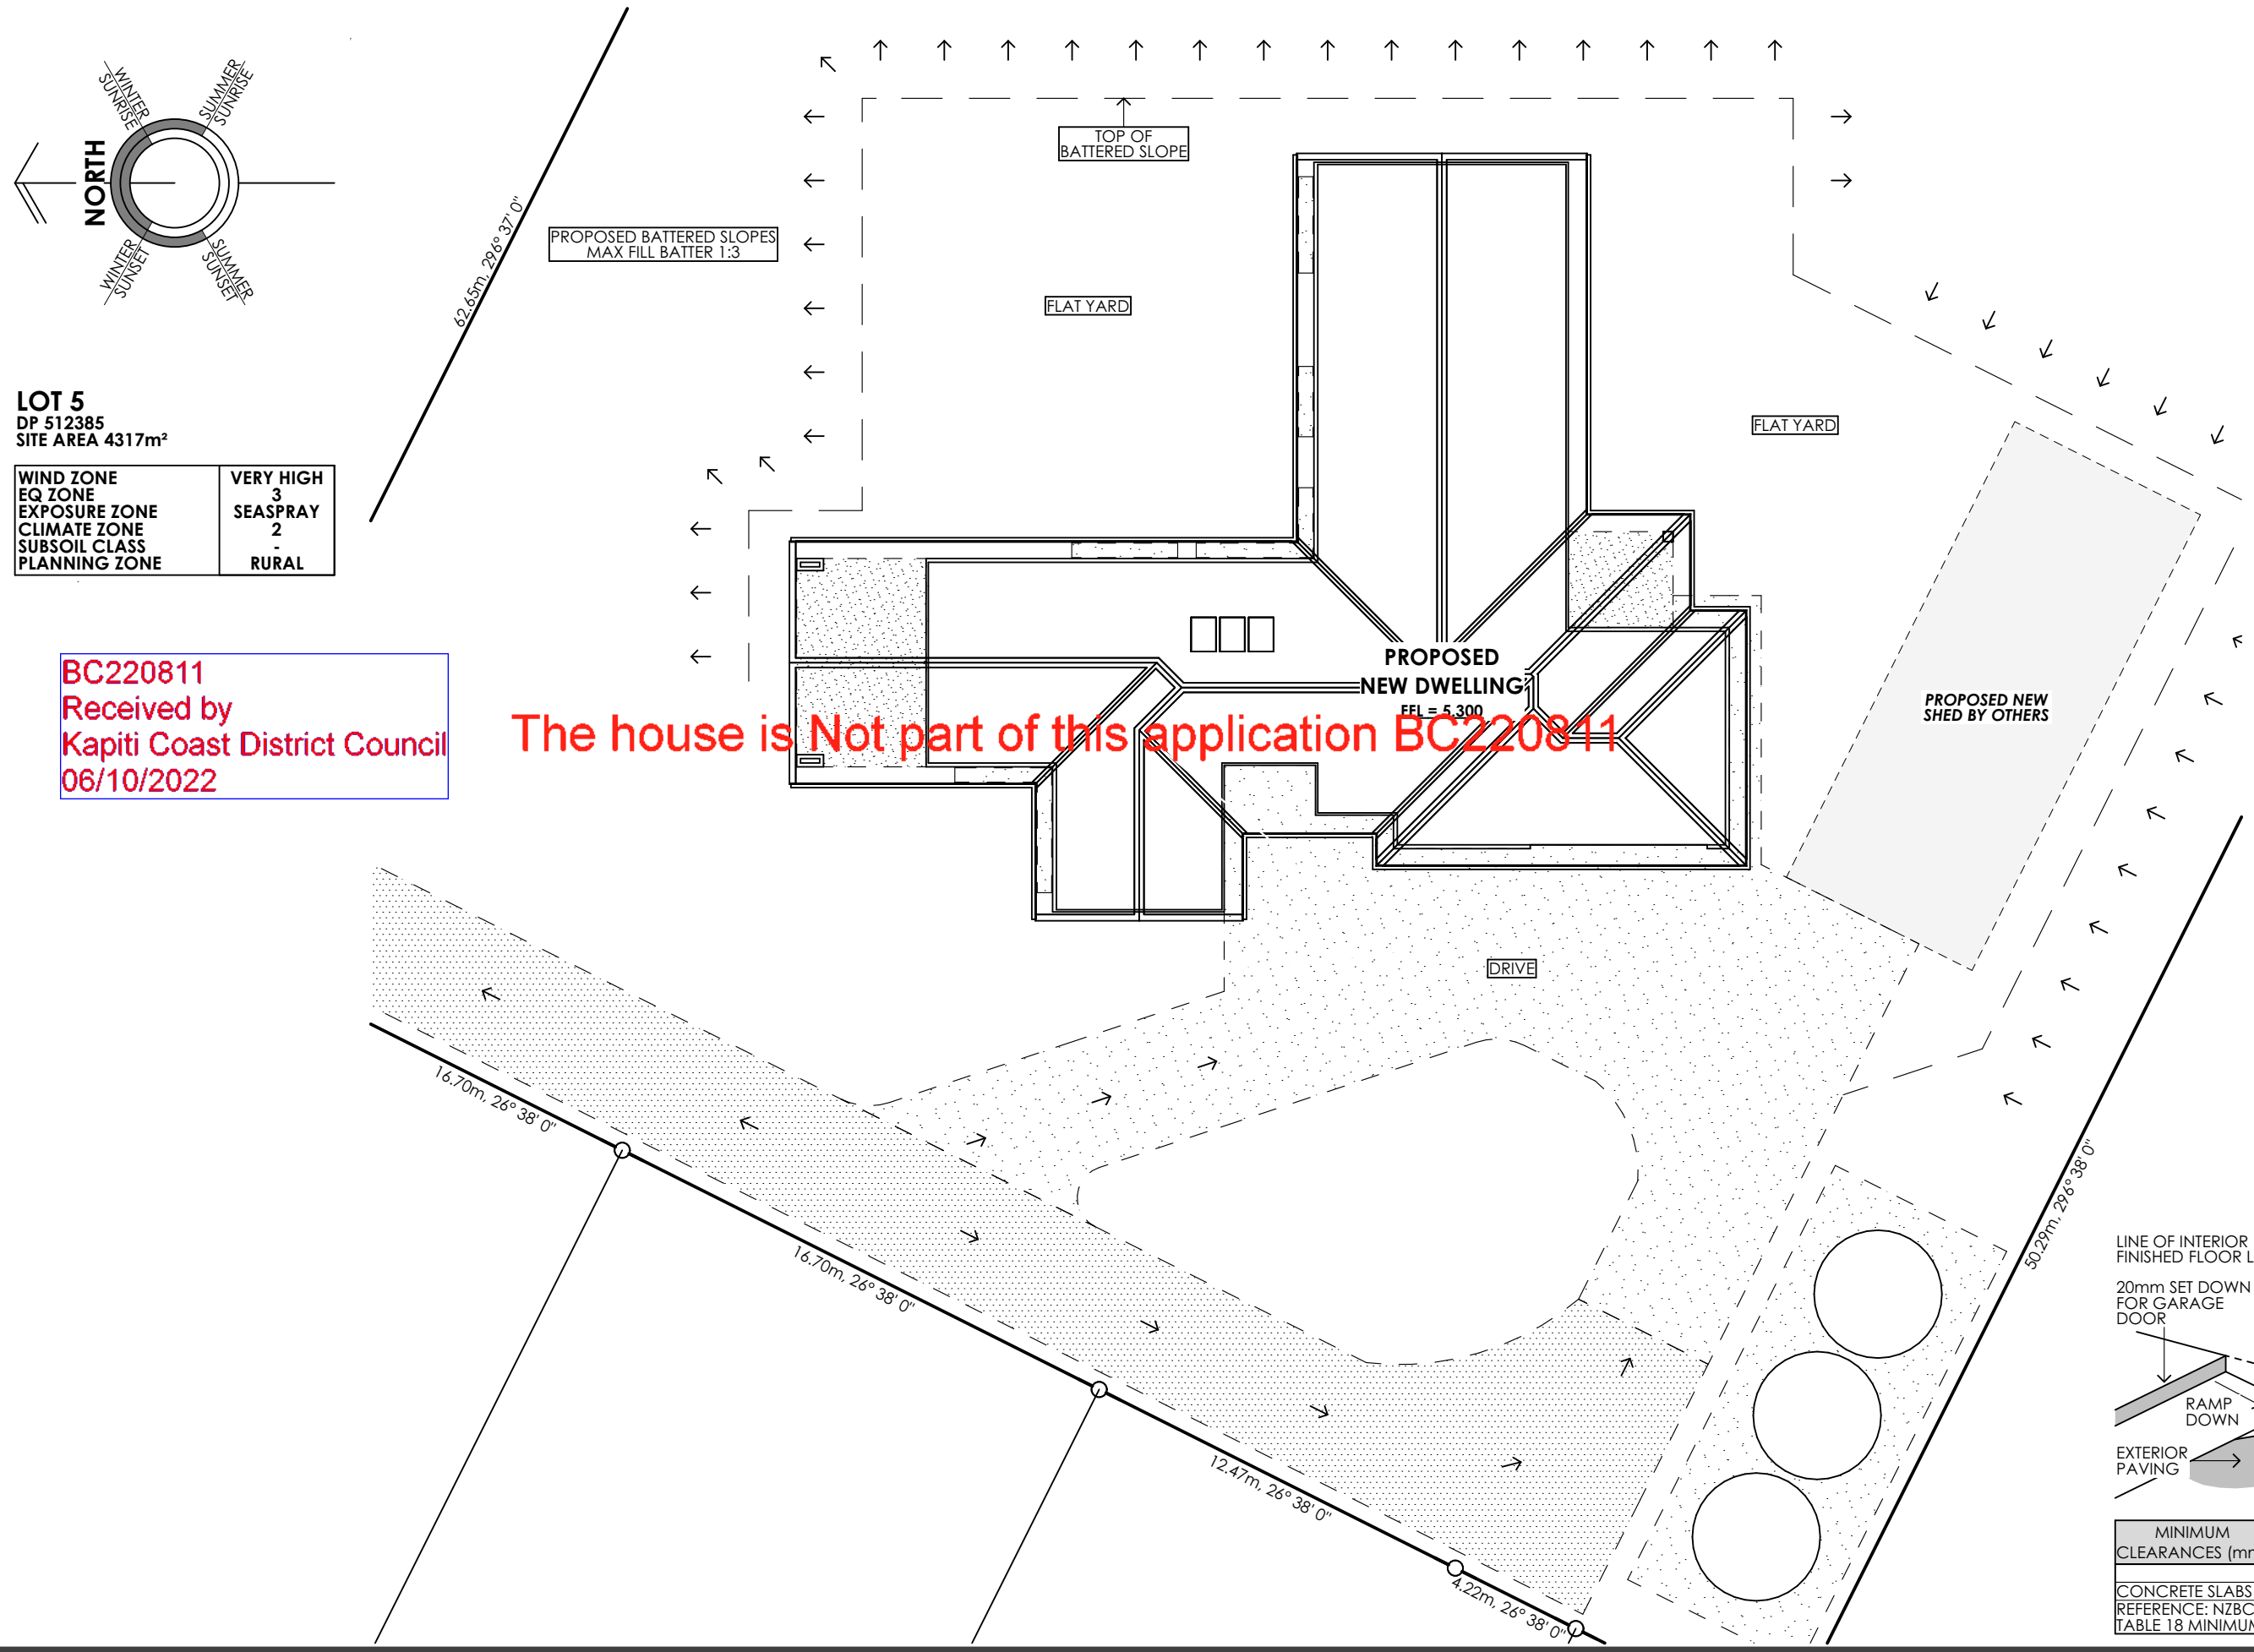 WINTER
SUNRISE
SUMMER
SUNRISE
NORTH
WINTER
SUNSET
SUMMER
SUNSET
62.65m, 296° 37' 0"
TOP OF
BATTERED SLOPE
PROPOSED BATTERED SLOPES
MAX FILL BATTER 1:3
FLAT YARD
FLAT YARD
LOT 5
DP 512385
SITE AREA 4317m²
WIND ZONE VERY HIGH
EQ ZONE 3
EXPOSURE ZONE SEASPRAY
CLIMATE ZONE 2
SUBSOIL CLASS -
PLANNING ZONE RURAL
BC220811
Received by
Kapiti Coast District Council
06/10/2022
PROPOSED
NEW DWELLING
FFL = 5.300
The house is Not part of this application BC220811
PROPOSED NEW
SHED BY OTHERS
DRIVE
16.70m, 26° 38' 0"
16.70m, 26° 38' 0"
12.47m, 26° 38' 0"
4.22m, 26° 38' 0"
50.29m, 296° 38' 0"
LINE OF INTERIOR
FINISHED FLOOR L
20mm SET DOWN
FOR GARAGE
DOOR
RAMP
DOWN
EXTERIOR
PAVING
MINIMUM
CLEARANCES (mm
CONCRETE SLABS
REFERENCE: NZBC
TABLE 18 MINIMUM